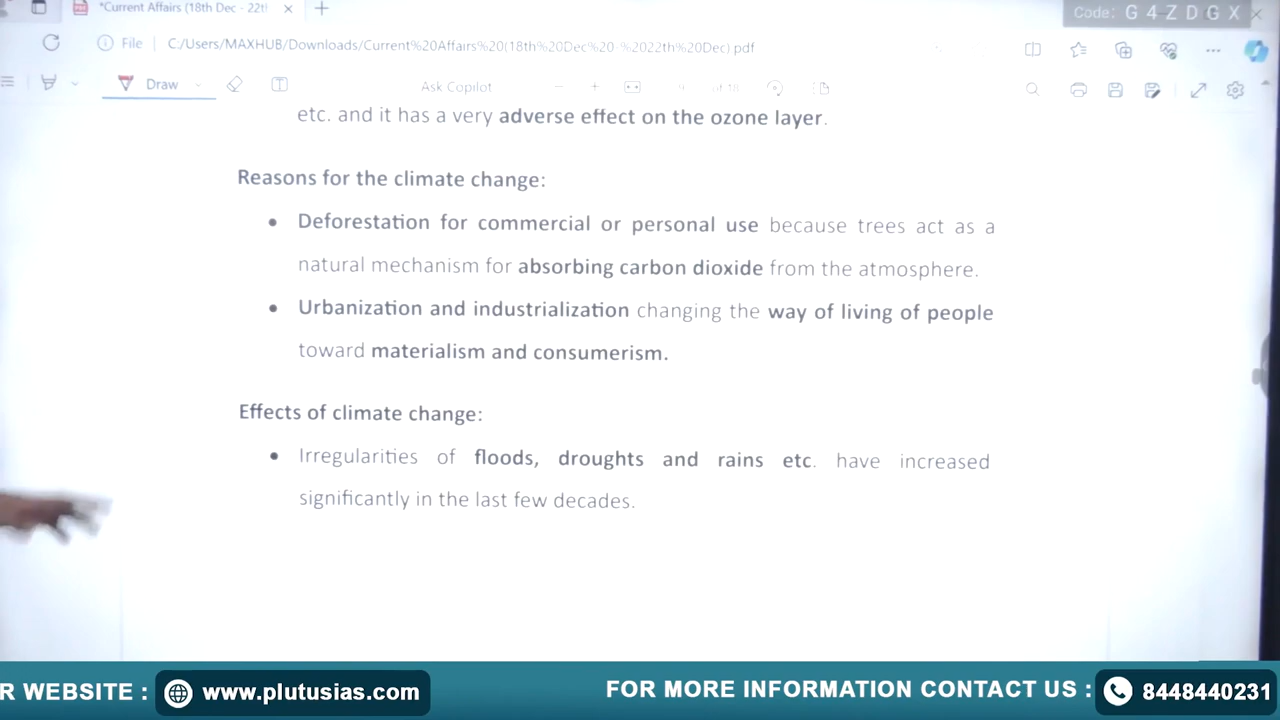 *Current Affairs (18th Dec - 22th
Code: G 4 Z D G X
File
C:/Users/MAXHUB/Downloads/Current%20Affairs%20(18th%20Dec%20-%2022th%20Dec).pdf
Draw
Ask Copilot
9 of 18
etc. and it has a very adverse effect on the ozone layer.
Reasons for the climate change:
• Deforestation for commercial or personal use because trees act as a
natural mechanism for absorbing carbon dioxide from the atmosphere.
• Urbanization and industrialization changing the way of living of people
toward materialism and consumerism.
Effects of climate change:
• Irregularities of floods, droughts and rains etc. have increased
significantly in the last few decades.
R WEBSITE : www.plutusias.com
FOR MORE INFORMATION CONTACT US : 8448440231